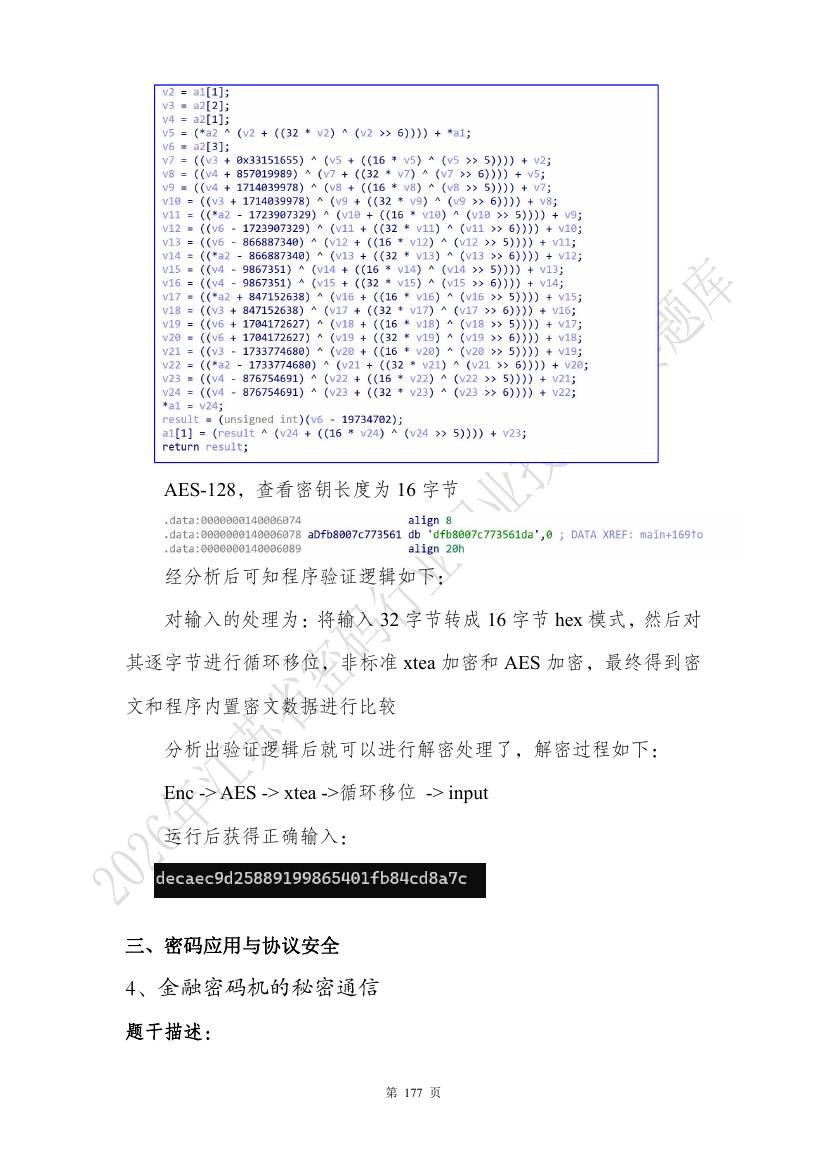 v2 = a1[1];
v3 = a2[2];
v4 = a2[1];
v5 = (*a2 ^ (v2 + ((32 * v2) ^ (v2 >> 6)))) + *a1;
v6 = a2[3];
v7 = ((v3 + 0x33151655) ^ (v5 + ((16 * v5) ^ (v5 >> 5)))) + v2;
v8 = ((v4 + 857019989) ^ (v7 + ((32 * v7) ^ (v7 >> 6)))) + v5;
v9 = ((v4 + 1714039978) ^ (v8 + ((16 * v8) ^ (v8 >> 5)))) + v7;
v10 = ((v3 + 1714039978) ^ (v9 + ((32 * v9) ^ (v9 >> 6)))) + v8;
v11 = ((*a2 - 1723907329) ^ (v10 + ((16 * v10) ^ (v10 >> 5)))) + v9;
v12 = ((v6 - 1723907329) ^ (v11 + ((32 * v11) ^ (v11 >> 6)))) + v10;
v13 = ((v6 - 866887340) ^ (v12 + ((16 * v12) ^ (v12 >> 5)))) + v11;
v14 = ((*a2 - 866887340) ^ (v13 + ((32 * v13) ^ (v13 >> 6)))) + v12;
v15 = ((v4 - 9867351) ^ (v14 + ((16 * v14) ^ (v14 >> 5)))) + v13;
v16 = ((v4 - 9867351) ^ (v15 + ((32 * v15) ^ (v15 >> 6)))) + v14;
v17 = ((*a2 + 847152638) ^ (v16 + ((16 * v16) ^ (v16 >> 5)))) + v15;
v18 = ((v3 + 847152638) ^ (v17 + ((32 * v17) ^ (v17 >> 6)))) + v16;
v19 = ((v6 + 1704172627) ^ (v18 + ((16 * v18) ^ (v18 >> 5)))) + v17;
v20 = ((v6 + 1704172627) ^ (v19 + ((32 * v19) ^ (v19 >> 6)))) + v18;
v21 = ((v3 - 1733774680) ^ (v20 + ((16 * v20) ^ (v20 >> 5)))) + v19;
v22 = ((*a2 - 1733774680) ^ (v21 + ((32 * v21) ^ (v21 >> 6)))) + v20;
v23 = ((v4 - 876754691) ^ (v22 + ((16 * v22) ^ (v22 >> 5)))) + v21;
v24 = ((v4 - 876754691) ^ (v23 + ((32 * v23) ^ (v23 >> 6)))) + v22;
*a1 = v24;
result = (unsigned int)(v6 - 19734702);
a1[1] = (result ^ (v24 + ((16 * v24) ^ (v24 >> 5)))) + v23;
return result;
AES-128，查看密钥长度为 16 字节
.data:0000000140006074 align 8
.data:0000000140006078 aDfb8007c773561 db 'dfb8007c773561da',0 ; DATA XREF: main+169↑o
.data:0000000140006089 align 20h
经分析后可知程序验证逻辑如下：
对输入的处理为：将输入 32 字节转成 16 字节 hex 模式，然后对
其逐字节进行循环移位，非标准 xtea 加密和 AES 加密，最终得到密
文和程序内置密文数据进行比较
分析出验证逻辑后就可以进行解密处理了，解密过程如下：
Enc -> AES -> xtea ->循环移位 -> input
运行后获得正确输入：
decaec9d25889199865401fb84cd8a7c
三、密码应用与协议安全
4、金融密码机的秘密通信
题干描述：
第 177 页
2026年江苏省密码行业
题库